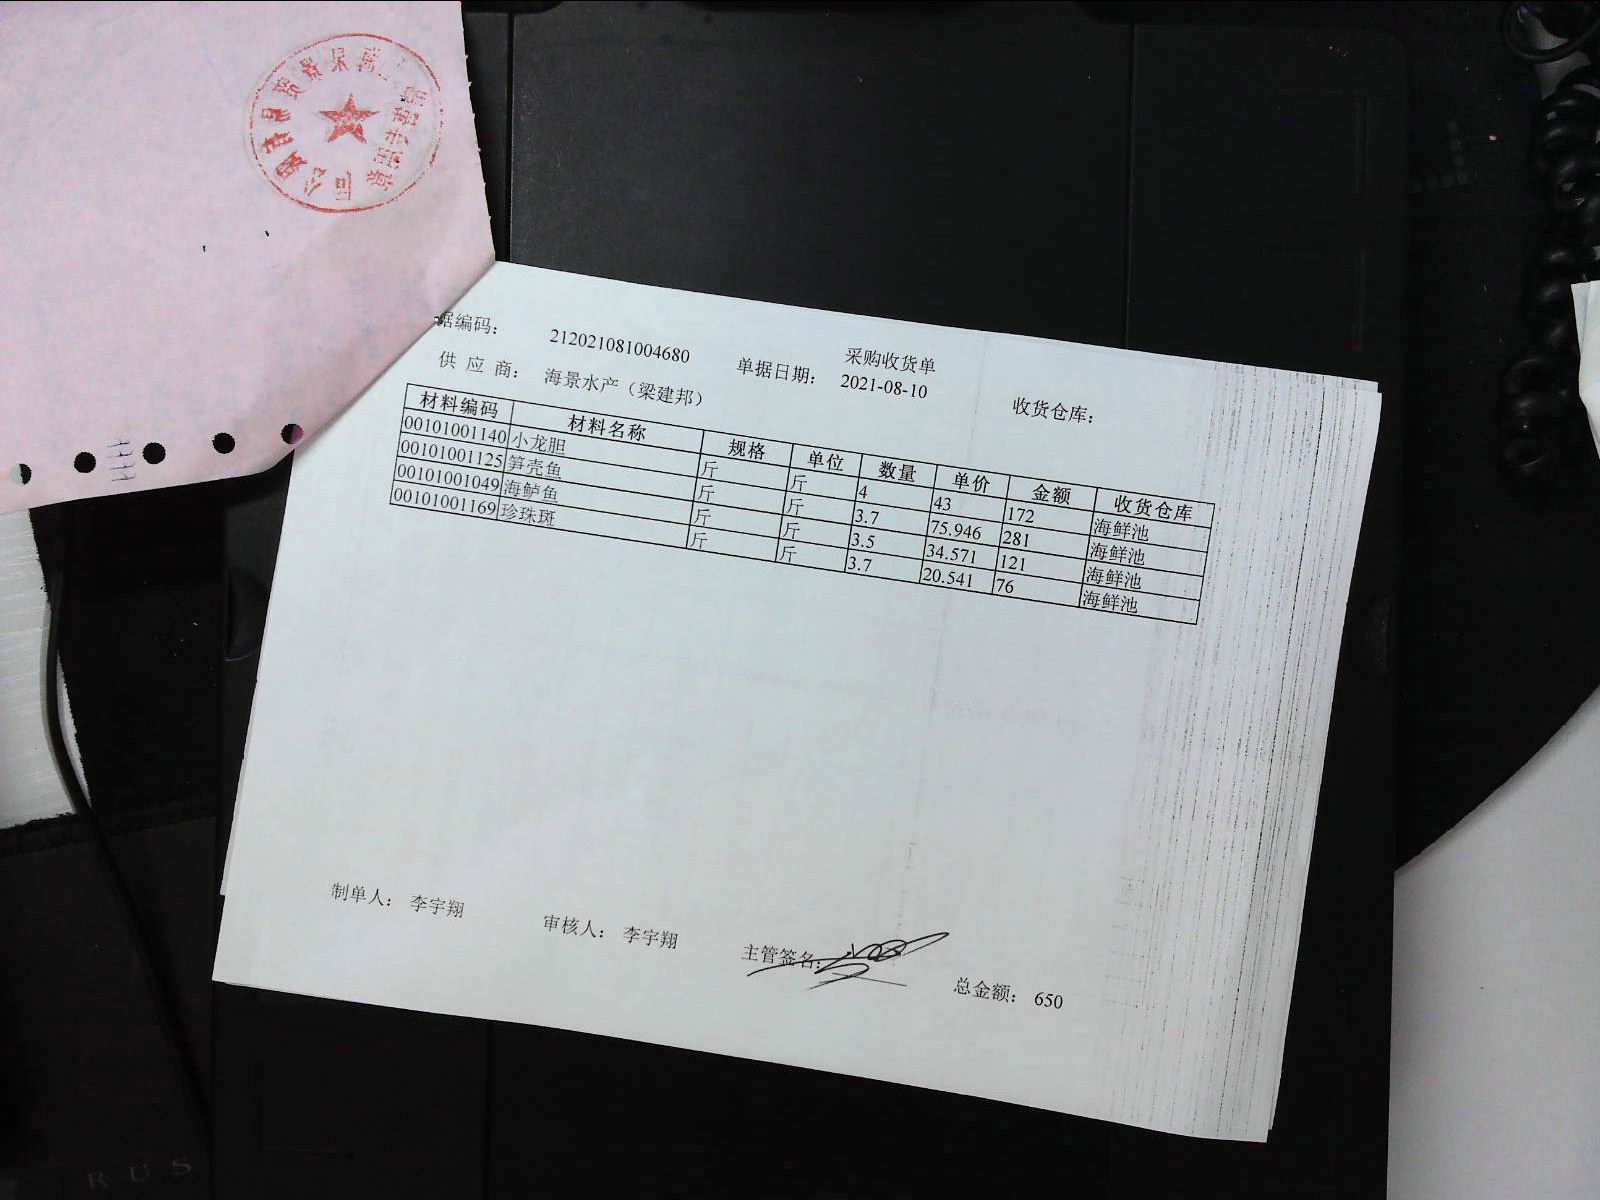 采购收货单
据编码： 212021081004680 单据日期： 2021-08-10 收货仓库：
供 应 商： 海景水产（梁建邦）
材料编码 材料名称 规格 单位 数量 单价 金额 收货仓库
00101001140 小龙胆 斤 斤 4 43 172 海鲜池
00101001125 笋壳鱼 斤 斤 3.7 75.946 281 海鲜池
00101001049 海鲈鱼 斤 斤 3.5 34.571 121 海鲜池
00101001169 珍珠斑 斤 斤 3.7 20.541 76 海鲜池
制单人： 李宇翔 审核人： 李宇翔 主管签名： 总金额： 650
R U S